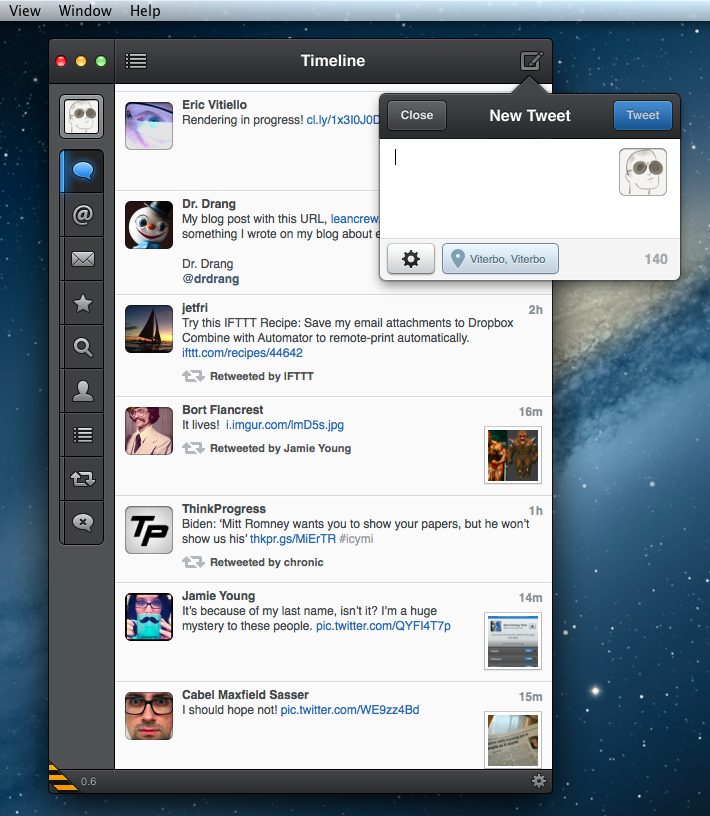 View Window Help
Timeline
Eric Vitiello
Rendering in progress! cl.ly/1x3I0J0D
Close
New Tweet
Tweet
Viterbo, Viterbo
140
Dr. Drang
My blog post with this URL, leancrew.
something I wrote on my blog about e
Dr. Drang
@drdrang
jetfri
2h
Try this IFTTT Recipe: Save my email attachments to Dropbox
Combine with Automator to remote-print automatically.
ifttt.com/recipes/44642
Retweeted by IFTTT
Bort Flancrest
16m
It lives! i.imgur.com/lmD5s.jpg
Retweeted by Jamie Young
ThinkProgress
1h
TP
Biden: ‘Mitt Romney wants you to show your papers, but he won’t
show us his’ thkpr.gs/MiErTR #icymi
Retweeted by chronic
Jamie Young
14m
It’s because of my last name, isn’t it? I’m a huge
mystery to these people. pic.twitter.com/QYFI4T7p
Cabel Maxfield Sasser
15m
I should hope not! pic.twitter.com/WE9zz4Bd
0.6